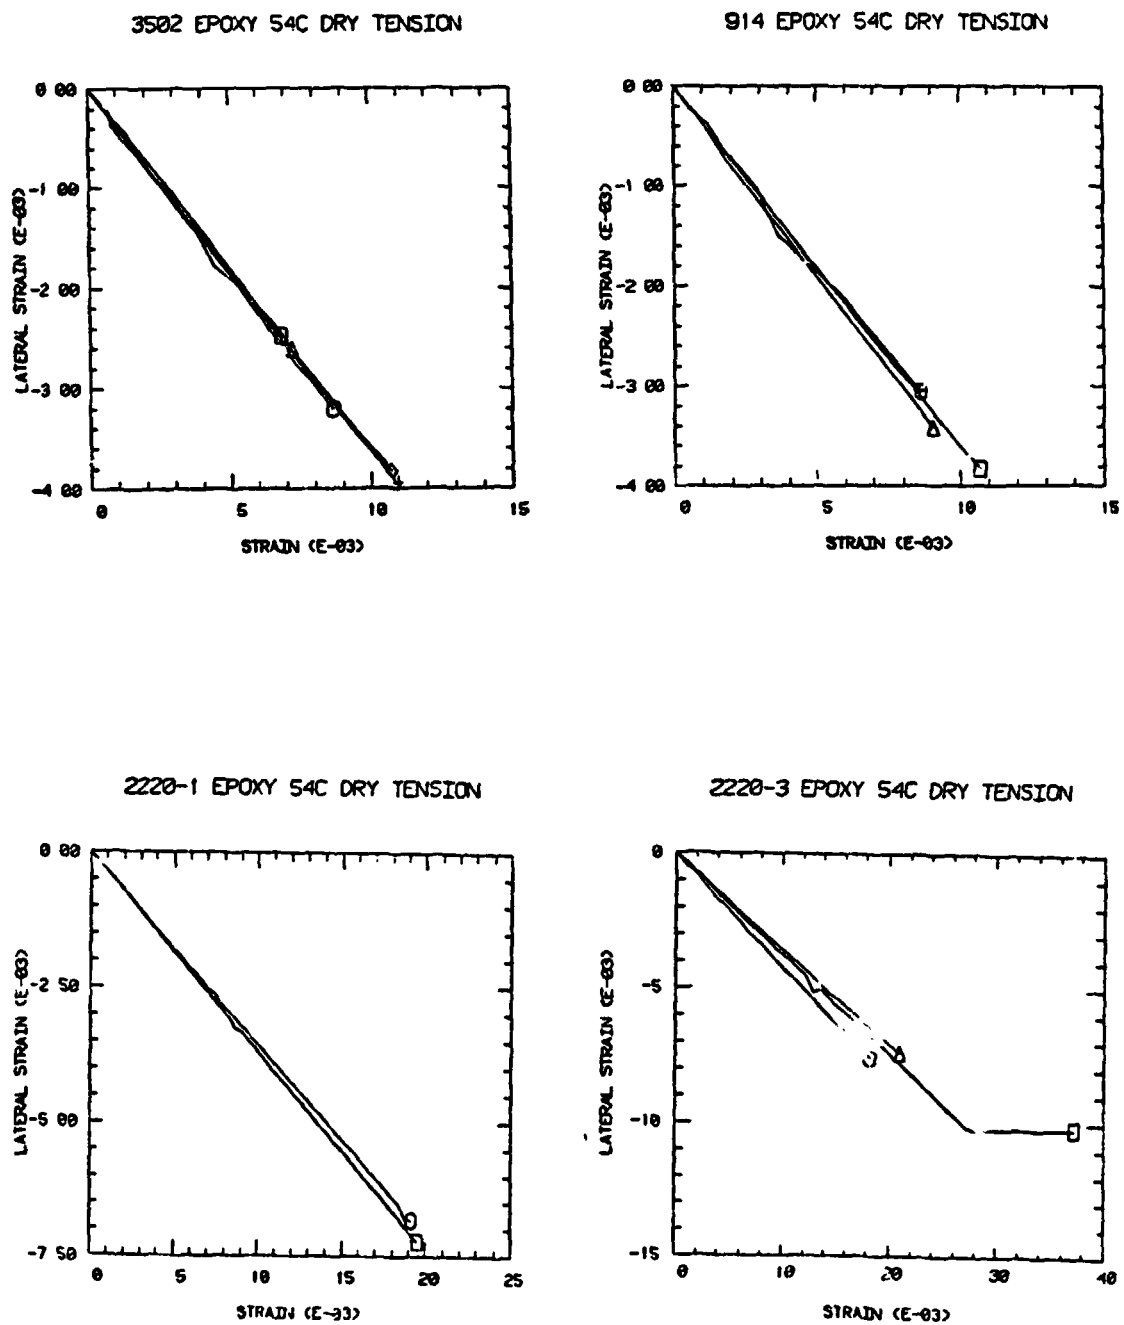 3502 EPOXY 54C DRY TENSION
0 00
-1 00
-2 00
-3 00
-4 00
LATERAL STRAIN (E-03)
0 5 10 15
STRAIN (E-03)
914 EPOXY 54C DRY TENSION
0 00
-1 00
-2 00
-3 00
-4 00
LATERAL STRAIN (E-03)
0 5 10 15
STRAIN (E-03)
2220-1 EPOXY 54C DRY TENSION
0 00
-2 50
-5 00
-7 50
LATERAL STRAIN (E-03)
0 5 10 15 20 25
STRAIN (E-03)
2220-3 EPOXY 54C DRY TENSION
0
-5
-10
-15
LATERAL STRAIN (E-03)
0 10 20 30 40
STRAIN (E-03)